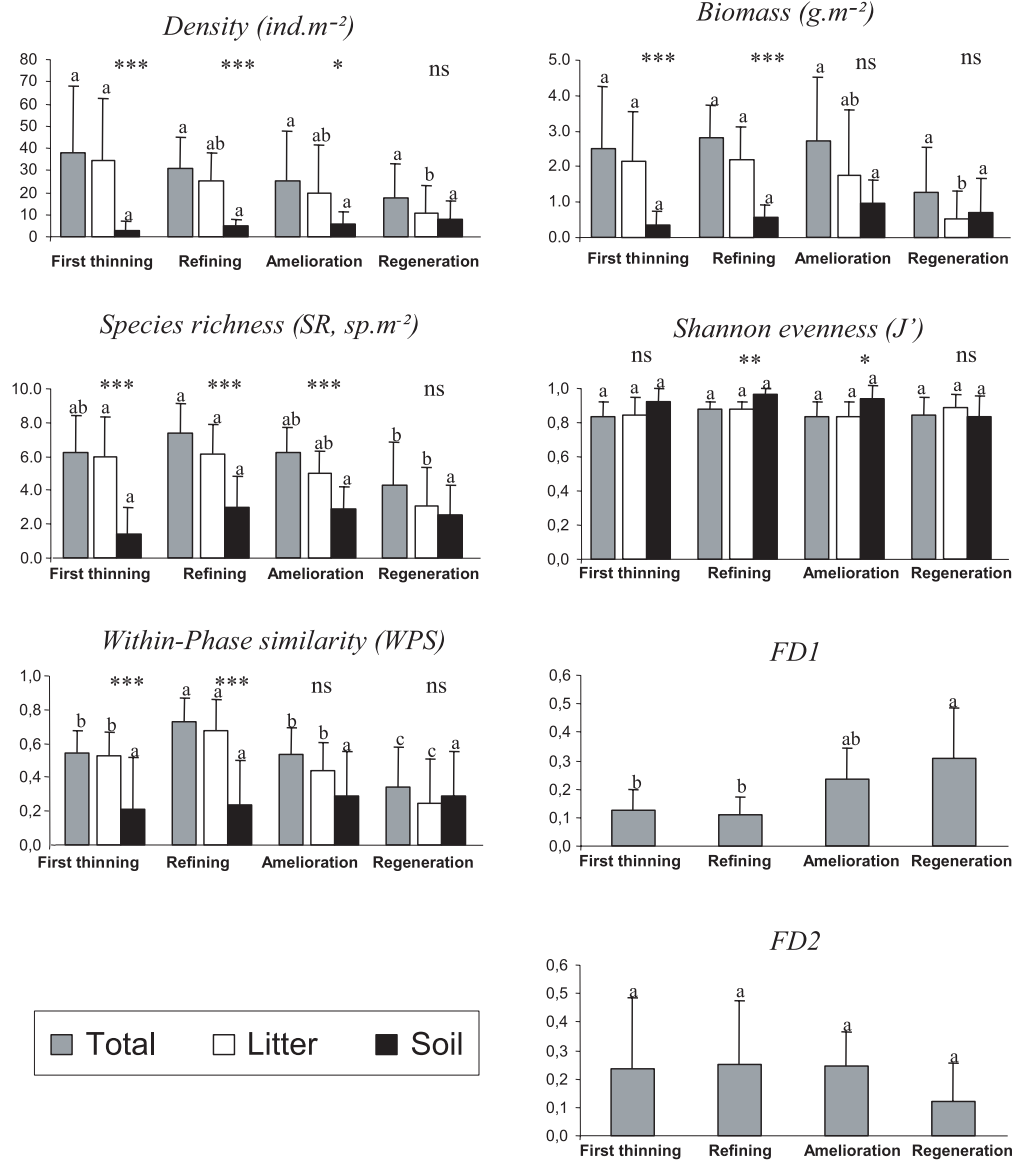 Density (ind.m⁻²)
80
70
60
50
40
30
20
10
0
a a a *** a ab a *** a ab a * a b a ns
First thinning Refining Amelioration Regeneration
Biomass (g.m⁻²)
5.0
4.0
3.0
2.0
1.0
0.0
a a a *** a a a *** a ab a ns a b a ns
First thinning Refining Amelioration Regeneration
Species richness (SR, sp.m⁻²)
10.0
8.0
6.0
4.0
2.0
0.0
ab a a *** a a a *** ab ab a *** b b a ns
First thinning Refining Amelioration Regeneration
Shannon evenness (J’)
1,0
0,8
0,6
0,4
0,2
0,0
a a a ns a a a ** a a a * a a a ns
First thinning Refining Amelioration Regeneration
Within-Phase similarity (WPS)
1,0
0,8
0,6
0,4
0,2
0,0
b b a *** a a a *** b b a ns c c a ns
First thinning Refining Amelioration Regeneration
FD1
0,6
0,5
0,4
0,3
0,2
0,1
0,0
b b ab a
First thinning Refining Amelioration Regeneration
FD2
0,6
0,5
0,4
0,3
0,2
0,1
0,0
a a a a
First thinning Refining Amelioration Regeneration
Total Litter Soil